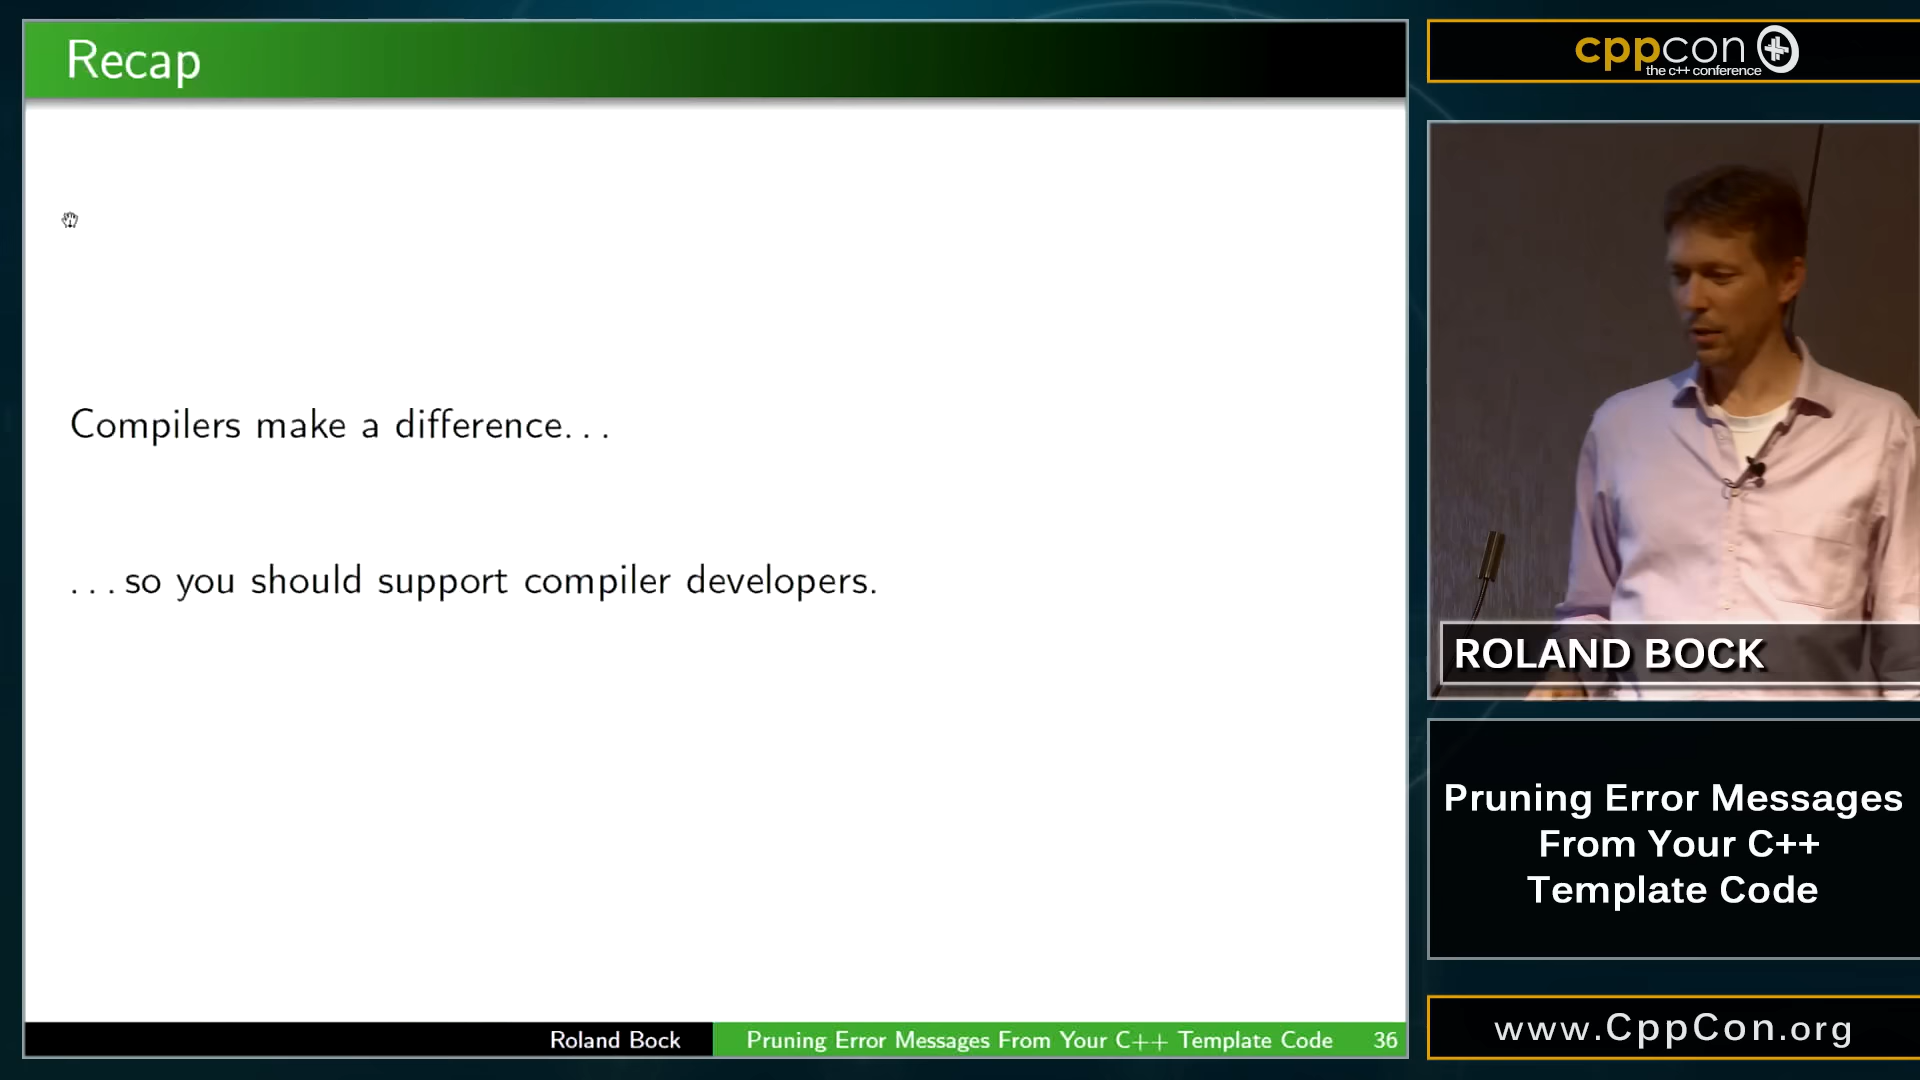 Recap
Compilers make a difference. . .
. . . so you should support compiler developers.
Roland Bock
Pruning Error Messages From Your C++ Template Code
36
cppcon
the c++ conference
ROLAND BOCK
Pruning Error Messages
From Your C++
Template Code
www.CppCon.org